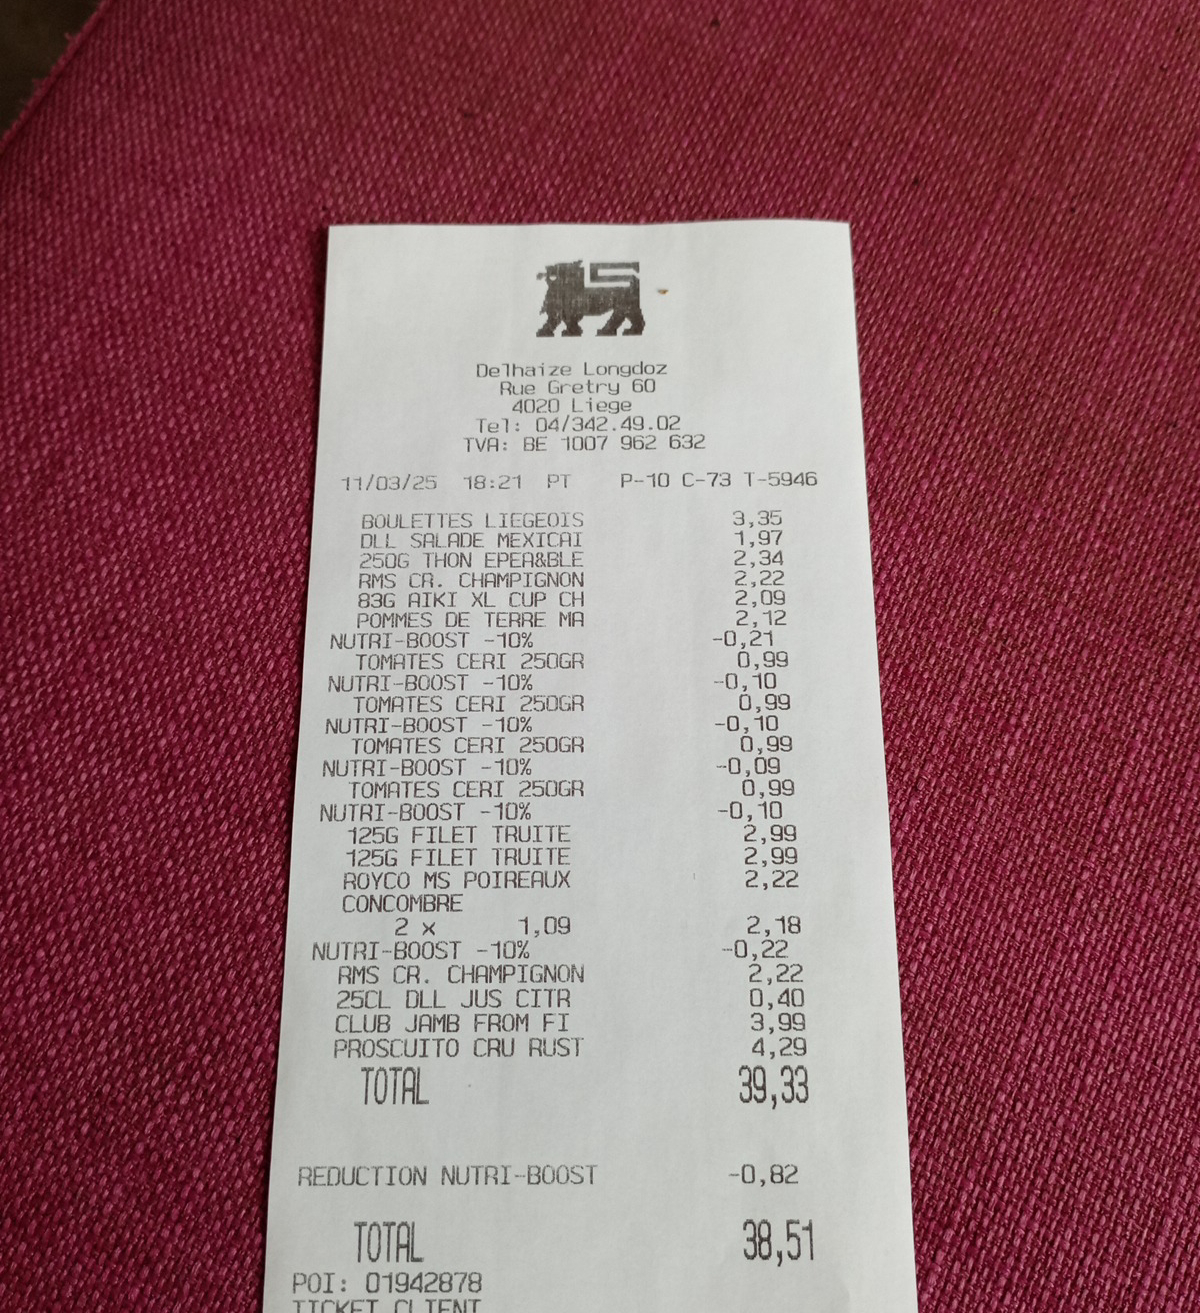 Delhaize Longdoz
Rue Gretry 60
4020 Liege
Tel: 04/342.49.02
TVA: BE 1007 962 632
11/03/25 18:21 PT P-10 C-73 T-5946
BOULETTES LIEGEOIS 3,35
DLL SALADE MEXICAI 1,97
250G THON EPEA&BLE 2,34
RMS CR. CHAMPIGNON 2,22
83G AIKI XL CUP CH 2,09
POMMES DE TERRE MA 2,12
NUTRI-BOOST -10% -0,21
TOMATES CERI 250GR 0,99
NUTRI-BOOST -10% -0,10
TOMATES CERI 250GR 0,99
NUTRI-BOOST -10% -0,10
TOMATES CERI 250GR 0,99
NUTRI-BOOST -10% -0,09
TOMATES CERI 250GR 0,99
NUTRI-BOOST -10% -0,10
125G FILET TRUITE 2,99
125G FILET TRUITE 2,99
ROYCO MS POIREAUX 2,22
CONCOMBRE
2 x 1,09 2,18
NUTRI-BOOST -10% -0,22
RMS CR. CHAMPIGNON 2,22
25CL DLL JUS CITR 0,40
CLUB JAMB FROM FI 3,99
PROSCUITO CRU RUST 4,29
TOTAL 39,33
REDUCTION NUTRI-BOOST -0,82
TOTAL 38,51
POI: 01942878
TICKET CLIENT